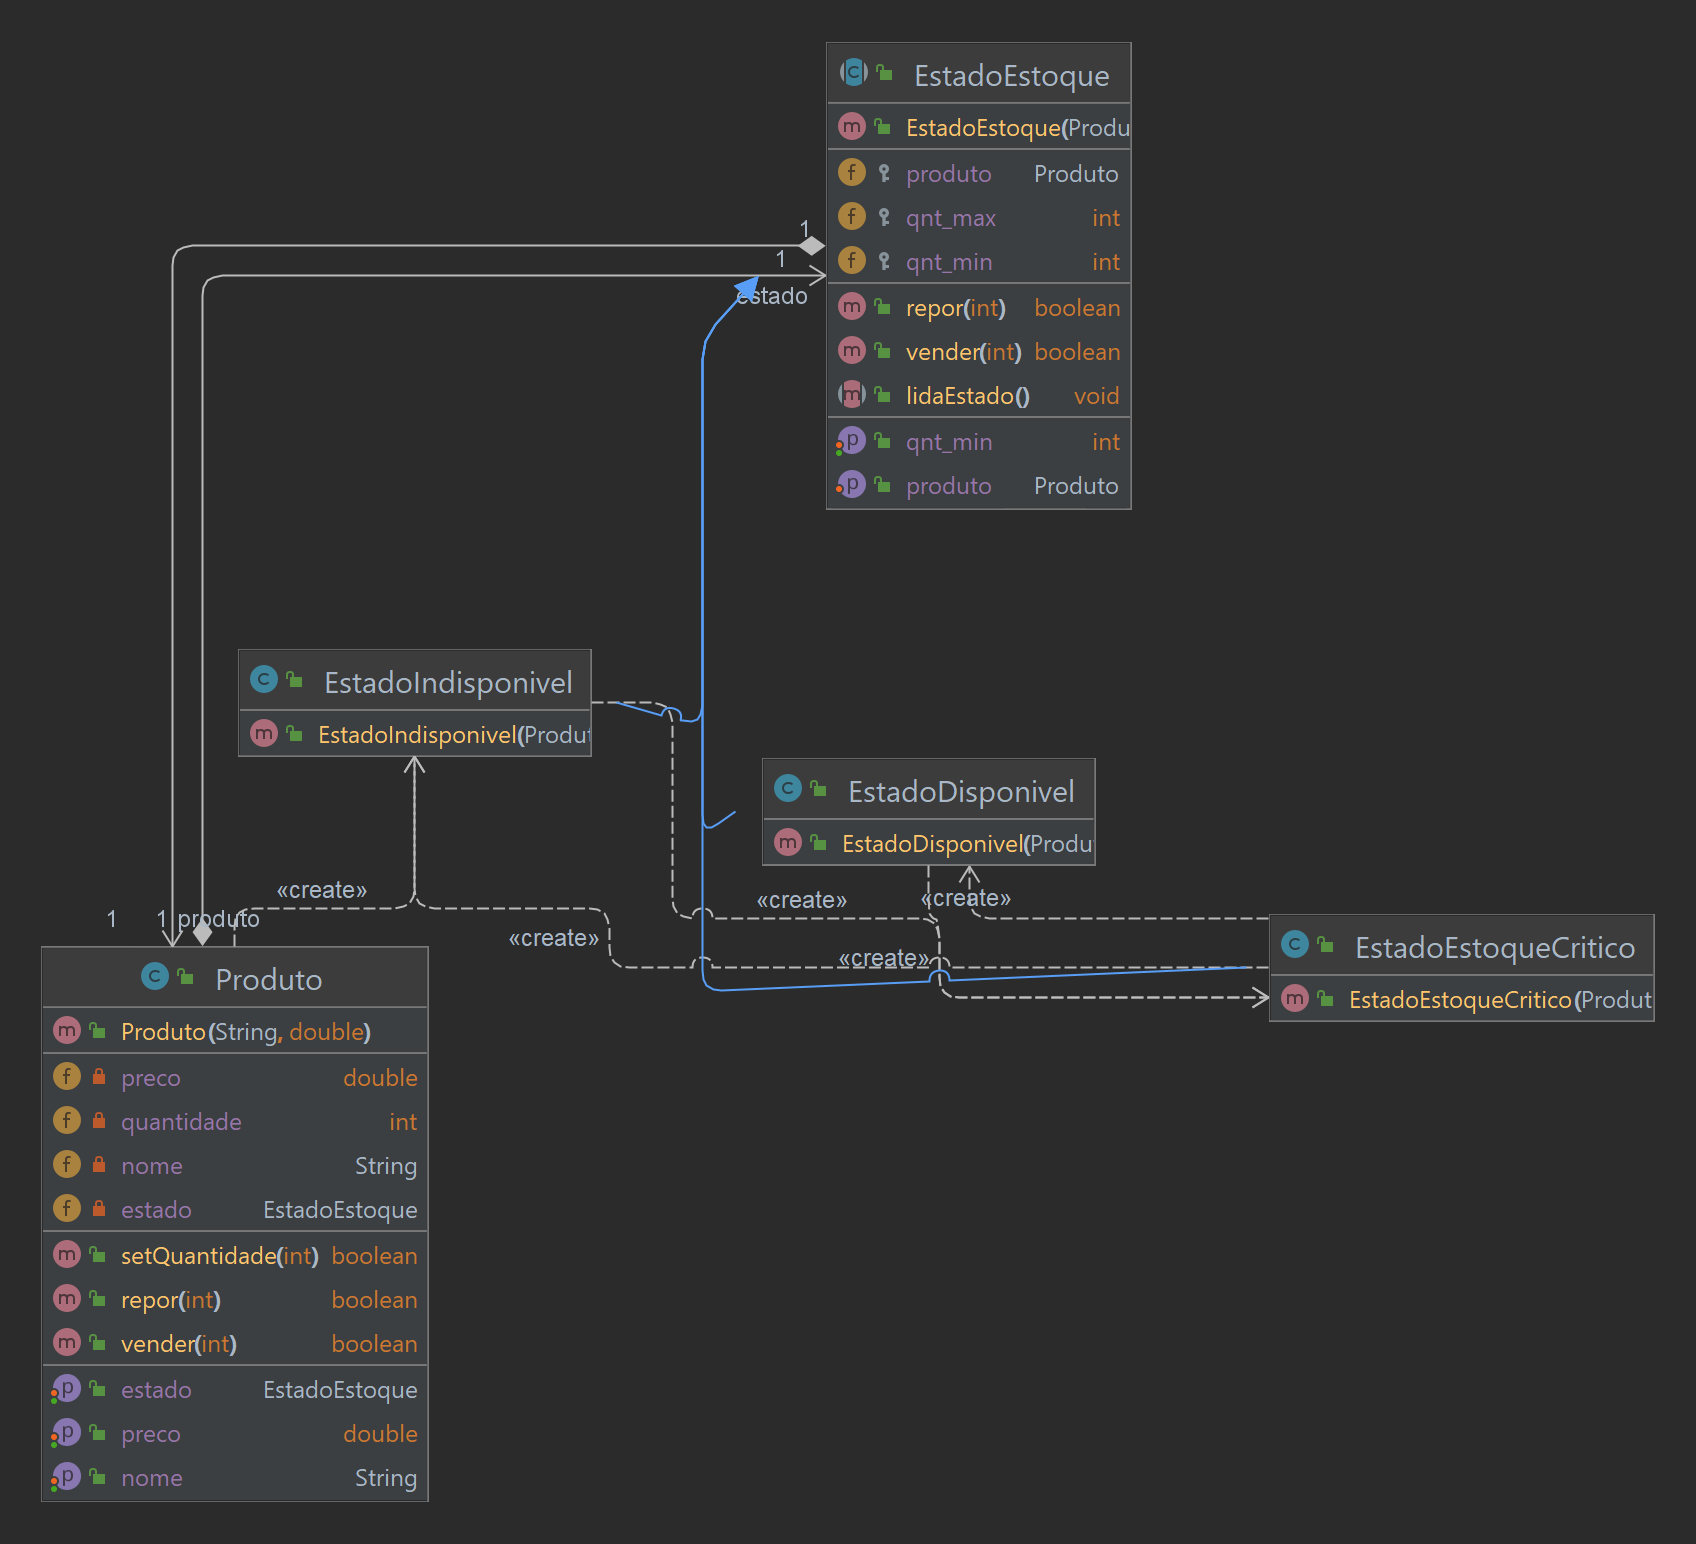 EstadoEstoque
EstadoEstoque(Produ
produto Produto
qnt_max int
qnt_min int
repor(int) boolean
vender(int) boolean
lidaEstado() void
qnt_min int
produto Produto
1
1
estado
EstadoIndisponivel
EstadoIndisponivel(Produt
EstadoDisponivel
EstadoDisponivel(Produ
«create»
«create»
«create»
«create»
«create»
1
1 produto
EstadoEstoqueCritico
EstadoEstoqueCritico(Produt
Produto
Produto(String, double)
preco double
quantidade int
nome String
estado EstadoEstoque
setQuantidade(int) boolean
repor(int) boolean
vender(int) boolean
estado EstadoEstoque
preco double
nome String